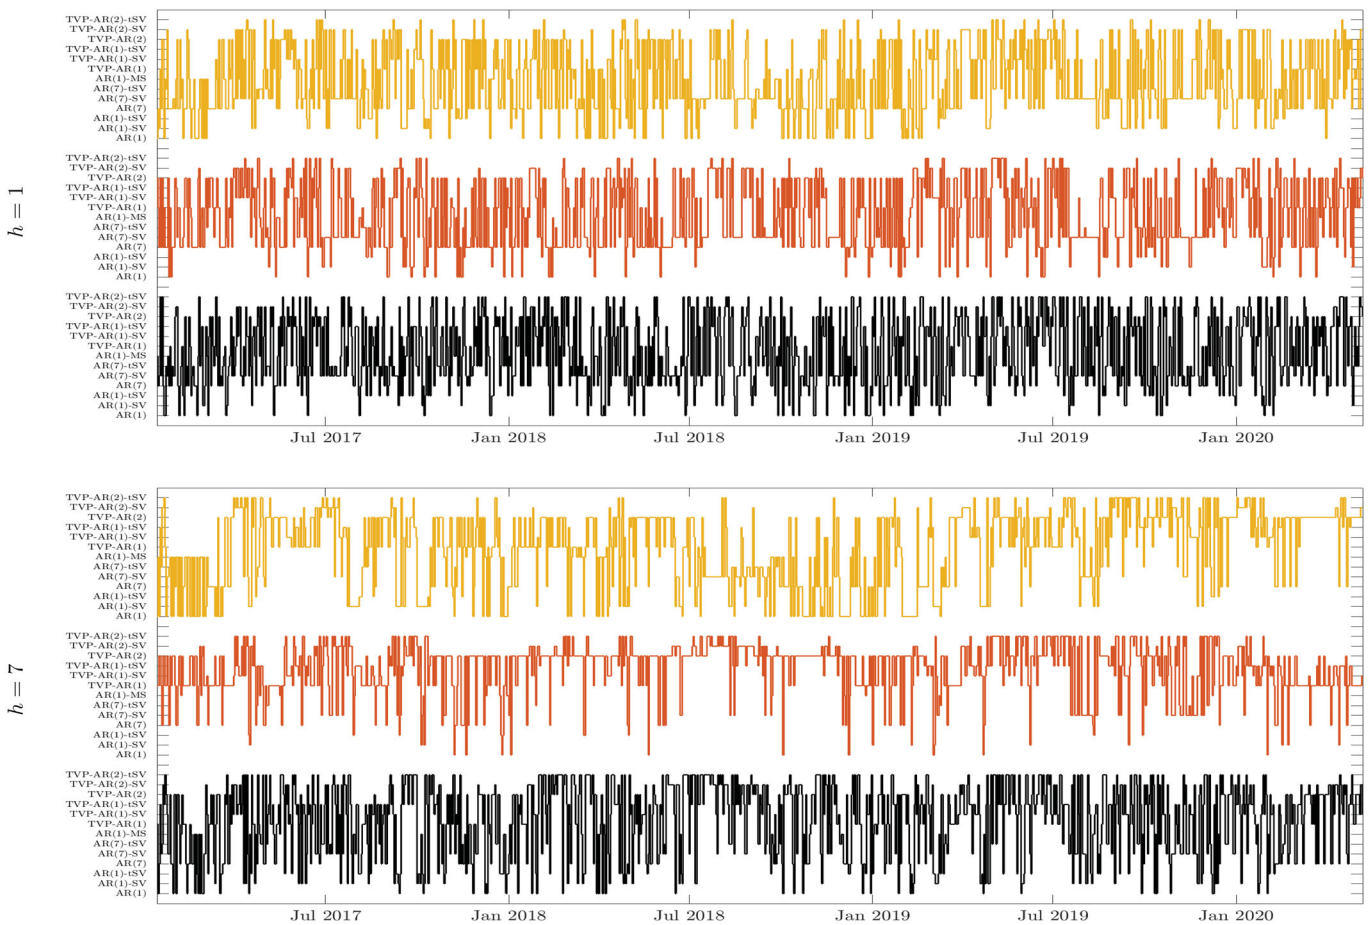 h = 1
TVP-AR(2)-tSV
TVP-AR(2)-SV
TVP-AR(2)
TVP-AR(1)-tSV
TVP-AR(1)-SV
TVP-AR(1)
AR(1)-MS
AR(7)-tSV
AR(7)-SV
AR(7)
AR(1)-tSV
AR(1)-SV
AR(1)
TVP-AR(2)-tSV
TVP-AR(2)-SV
TVP-AR(2)
TVP-AR(1)-tSV
TVP-AR(1)-SV
TVP-AR(1)
AR(1)-MS
AR(7)-tSV
AR(7)-SV
AR(7)
AR(1)-tSV
AR(1)-SV
AR(1)
TVP-AR(2)-tSV
TVP-AR(2)-SV
TVP-AR(2)
TVP-AR(1)-tSV
TVP-AR(1)-SV
TVP-AR(1)
AR(1)-MS
AR(7)-tSV
AR(7)-SV
AR(7)
AR(1)-tSV
AR(1)-SV
AR(1)
Jul 2017 Jan 2018 Jul 2018 Jan 2019 Jul 2019 Jan 2020
h = 7
TVP-AR(2)-tSV
TVP-AR(2)-SV
TVP-AR(2)
TVP-AR(1)-tSV
TVP-AR(1)-SV
TVP-AR(1)
AR(1)-MS
AR(7)-tSV
AR(7)-SV
AR(7)
AR(1)-tSV
AR(1)-SV
AR(1)
TVP-AR(2)-tSV
TVP-AR(2)-SV
TVP-AR(2)
TVP-AR(1)-tSV
TVP-AR(1)-SV
TVP-AR(1)
AR(1)-MS
AR(7)-tSV
AR(7)-SV
AR(7)
AR(1)-tSV
AR(1)-SV
AR(1)
TVP-AR(2)-tSV
TVP-AR(2)-SV
TVP-AR(2)
TVP-AR(1)-tSV
TVP-AR(1)-SV
TVP-AR(1)
AR(1)-MS
AR(7)-tSV
AR(7)-SV
AR(7)
AR(1)-tSV
AR(1)-SV
AR(1)
Jul 2017 Jan 2018 Jul 2018 Jan 2019 Jul 2019 Jan 2020